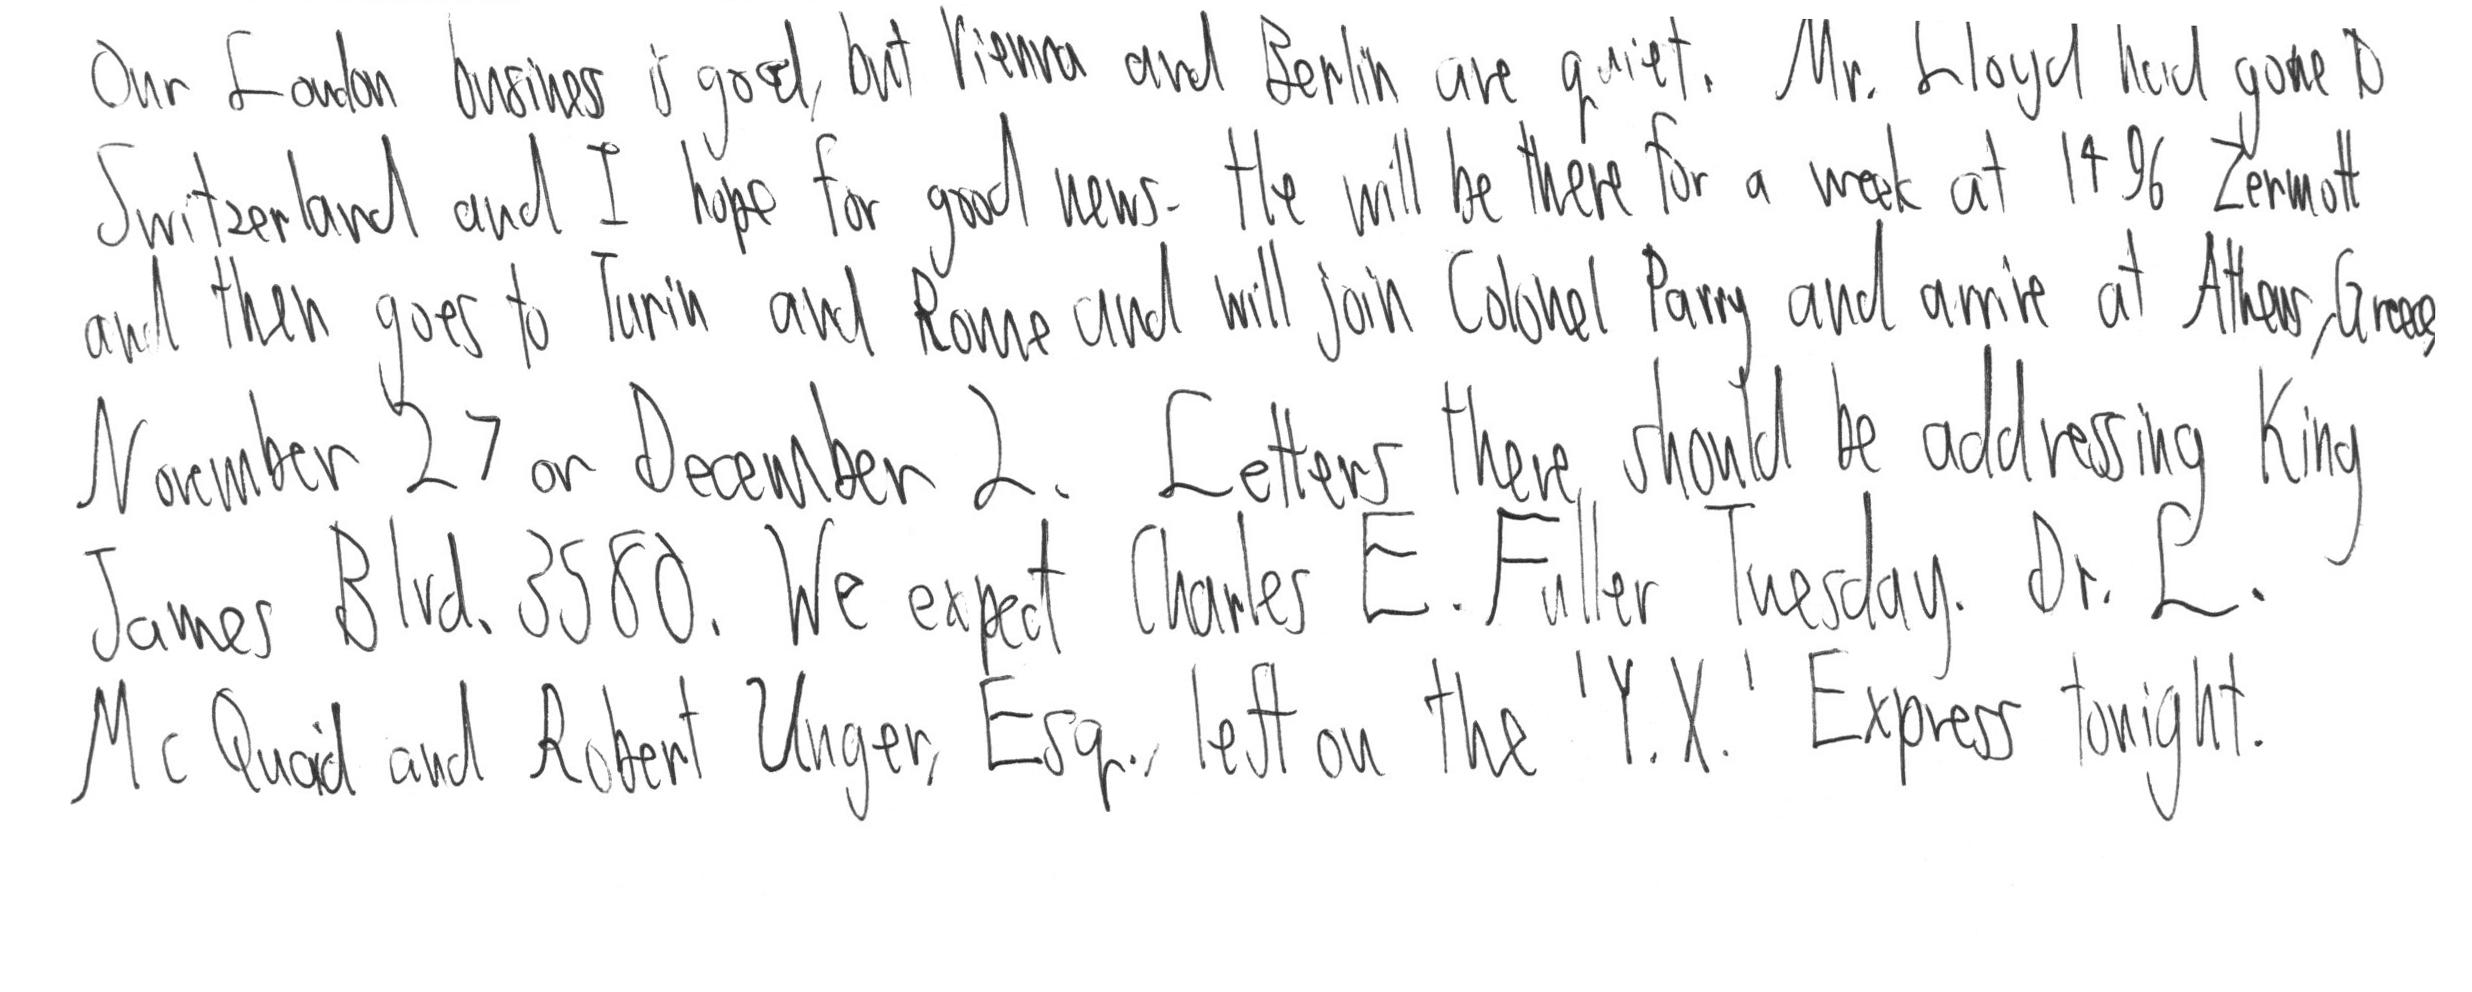 Our London business is good, but Vienna and Berlin are quiet. Mr. Lloyd had gone to
Switzerland and I hope for good news. He will be there for a week at 1496 Zermott
and then goes to Turin and Rome and will join Colonel Parry and arrive at Athens, Greece,
November 27 or December 2. Letters there should be addressing King
James Blvd. 3580. We expect Charles E. Fuller Tuesday. Dr. L.
Mc Quaid and Robert Unger, Esq., left on the 'Y.X.' Express tonight.